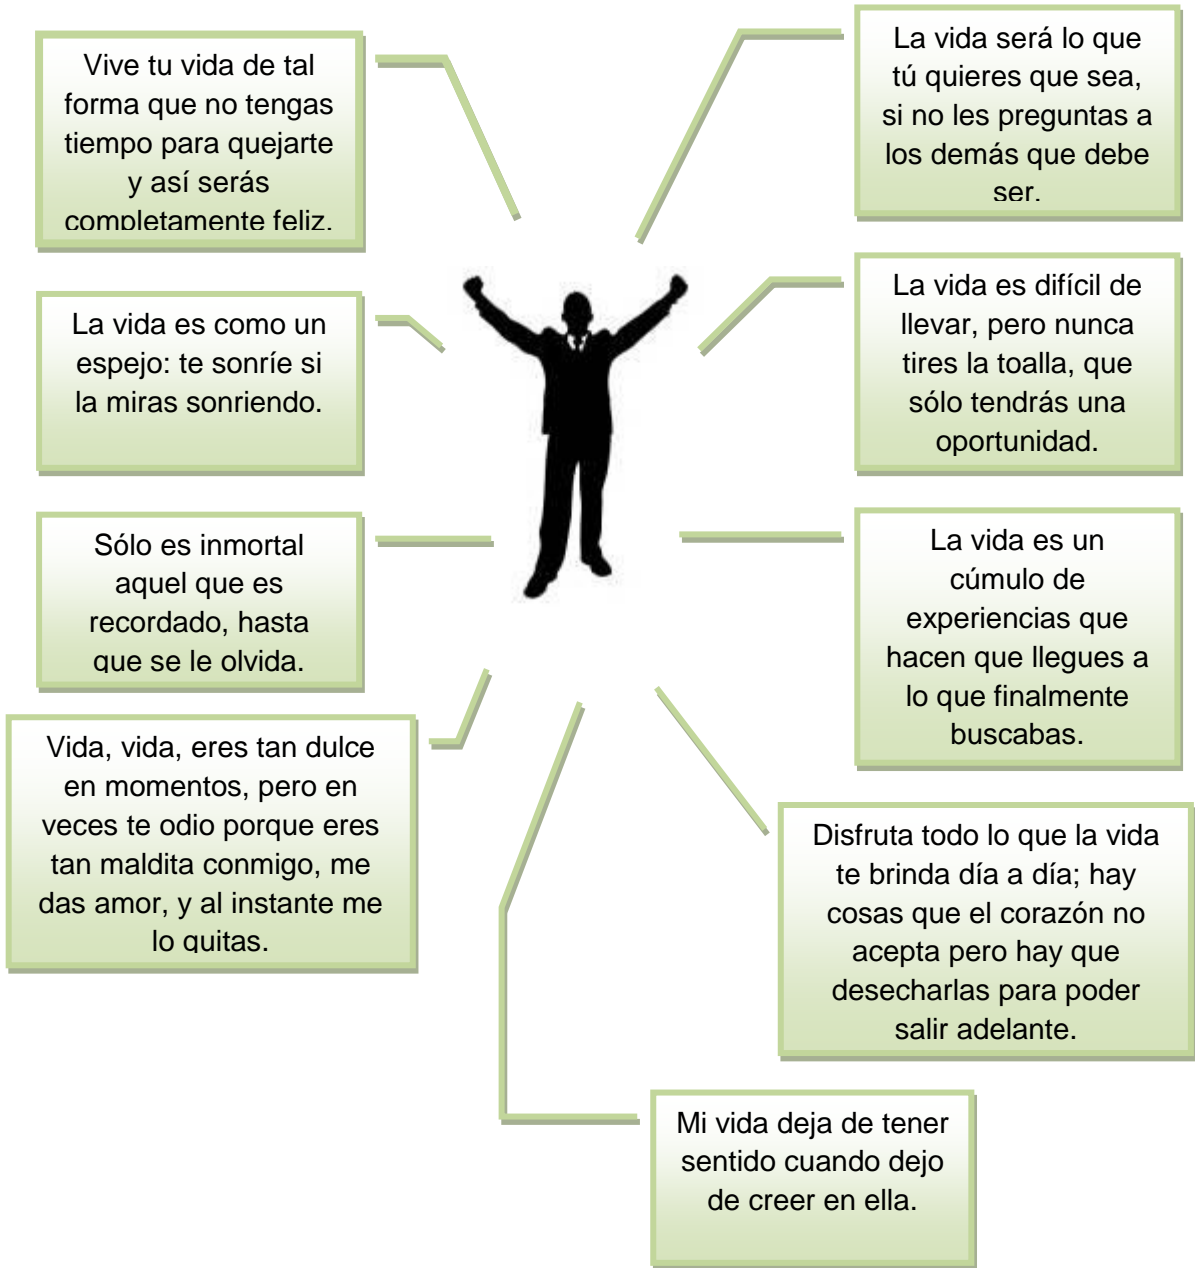 Vive tu vida de tal
forma que no tengas
tiempo para quejarte
y así serás
completamente feliz.
La vida es como un
espejo: te sonríe si
la miras sonriendo.
Sólo es inmortal
aquel que es
recordado, hasta
que se le olvida.
Vida, vida, eres tan dulce
en momentos, pero en
veces te odio porque eres
tan maldita conmigo, me
das amor, y al instante me
lo quitas.
La vida será lo que
tú quieres que sea,
si no les preguntas a
los demás que debe
ser.
La vida es difícil de
llevar, pero nunca
tires la toalla, que
sólo tendrás una
oportunidad.
La vida es un
cúmulo de
experiencias que
hacen que llegues a
lo que finalmente
buscabas.
Disfruta todo lo que la vida
te brinda día a día; hay
cosas que el corazón no
acepta pero hay que
desecharlas para poder
salir adelante.
Mi vida deja de tener
sentido cuando dejo
de creer en ella.